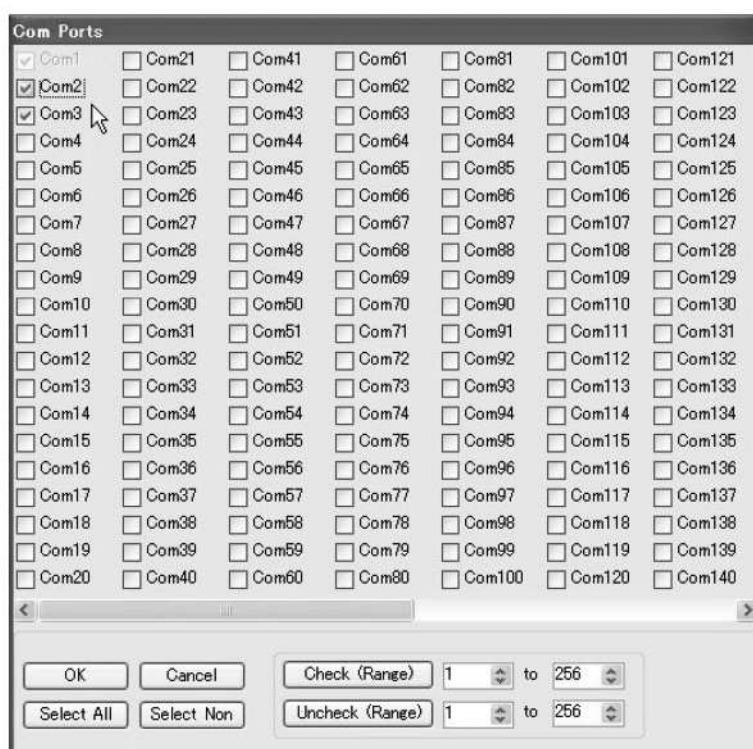 Com Ports
Com1 Com21 Com41 Com61 Com81 Com101 Com121
Com2 Com22 Com42 Com62 Com82 Com102 Com122
Com3 Com23 Com43 Com63 Com83 Com103 Com123
Com4 Com24 Com44 Com64 Com84 Com104 Com124
Com5 Com25 Com45 Com65 Com85 Com105 Com125
Com6 Com26 Com46 Com66 Com86 Com106 Com126
Com7 Com27 Com47 Com67 Com87 Com107 Com127
Com8 Com28 Com48 Com68 Com88 Com108 Com128
Com9 Com29 Com49 Com69 Com89 Com109 Com129
Com10 Com30 Com50 Com70 Com90 Com110 Com130
Com11 Com31 Com51 Com71 Com91 Com111 Com131
Com12 Com32 Com52 Com72 Com92 Com112 Com132
Com13 Com33 Com53 Com73 Com93 Com113 Com133
Com14 Com34 Com54 Com74 Com94 Com114 Com134
Com15 Com35 Com55 Com75 Com95 Com115 Com135
Com16 Com36 Com56 Com76 Com96 Com116 Com136
Com17 Com37 Com57 Com77 Com97 Com117 Com137
Com18 Com38 Com58 Com78 Com98 Com118 Com138
Com19 Com39 Com59 Com79 Com99 Com119 Com139
Com20 Com40 Com60 Com80 Com100 Com120 Com140
OK Cancel Check (Range) 1 to 256
Select All Select Non Uncheck (Range) 1 to 256